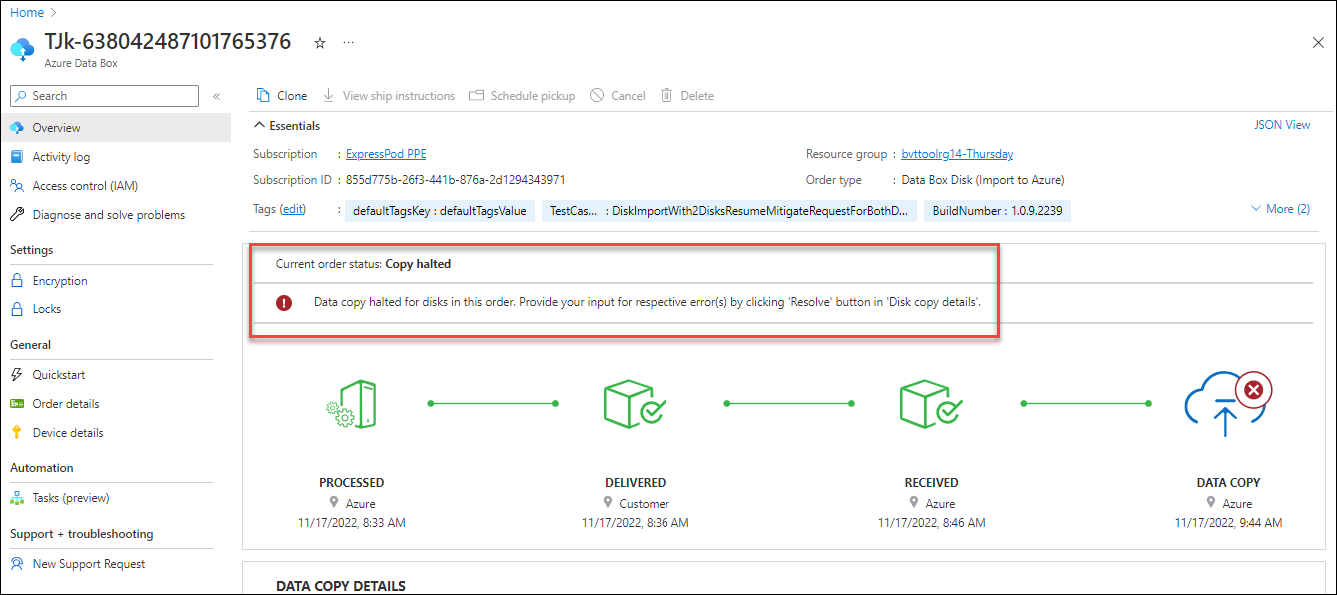 Home
TJk-638042487101765376
Azure Data Box
Search
Clone View ship instructions Schedule pickup Cancel Delete
Overview
Activity log
Access control (IAM)
Diagnose and solve problems
Settings
Encryption
Locks
General
Quickstart
Order details
Device details
Automation
Tasks (preview)
Support + troubleshooting
New Support Request
Essentials
JSON View
Subscription : ExpressPod PPE
Resource group : bvttoolrg14-Thursday
Subscription ID : 855d775b-26f3-441b-876a-2d1294343971
Order type : Data Box Disk (Import to Azure)
Tags (edit) : defaultTagsKey : defaultTagsValue TestCas... : DiskImportWith2DisksResumeMitigateRequestForBothD... BuildNumber : 1.0.9.2239
More (2)
Current order status: Copy halted
Data copy halted for disks in this order. Provide your input for respective error(s) by clicking 'Resolve' button in 'Disk copy details'.
PROCESSED
Azure
11/17/2022, 8:33 AM
DELIVERED
Customer
11/17/2022, 8:36 AM
RECEIVED
Azure
11/17/2022, 8:46 AM
DATA COPY
Azure
11/17/2022, 9:44 AM
DATA COPY DETAILS